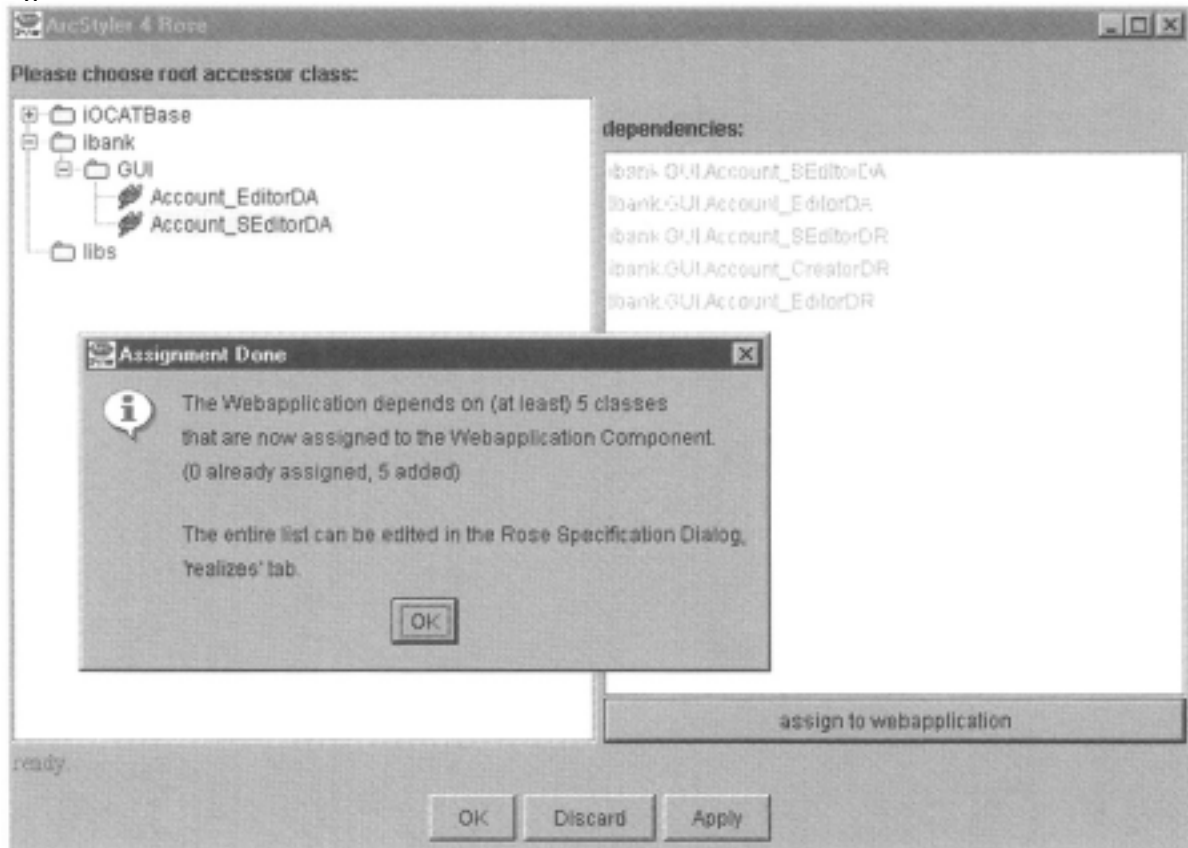 ArcStyler 4 Rose
Please choose root accessor class:
iOCATBase
ibank
GUI
Account_EditorDA
Account_SEditorDA
libs
dependencies:
ibank.GUI.Account_SEditorDA
ibank.GUI.Account_EditorDA
ibank.GUI.Account_SEditorDR
ibank.GUI.Account_CreatorDR
ibank.GUI.Account_EditorDR
Assignment Done
The Webapplication depends on (at least) 5 classes
that are now assigned to the Webapplication Component.
(0 already assigned, 5 added)
The entire list can be edited in the Rose Specification Dialog,
'realizes' tab.
OK
assign to webapplication
ready.
OK
Discard
Apply